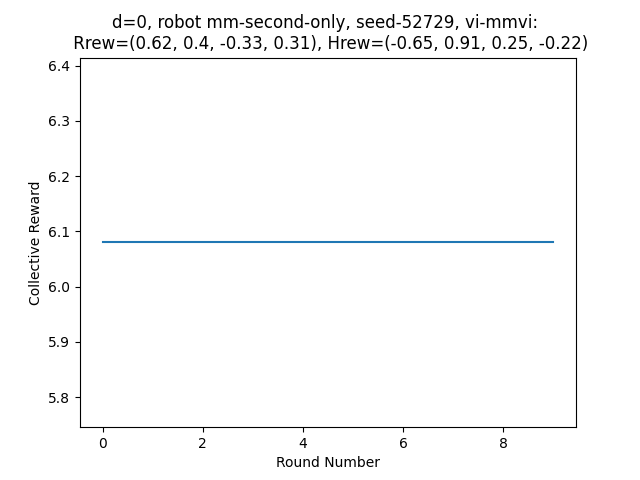 d=0, robot mm-second-only, seed-52729, vi-mmvi:
Rrew=(0.62, 0.4, -0.33, 0.31), Hrew=(-0.65, 0.91, 0.25, -0.22)
6.4
6.3
6.2
6.1
6.0
5.9
5.8
Collective Reward
0 2 4 6 8
Round Number